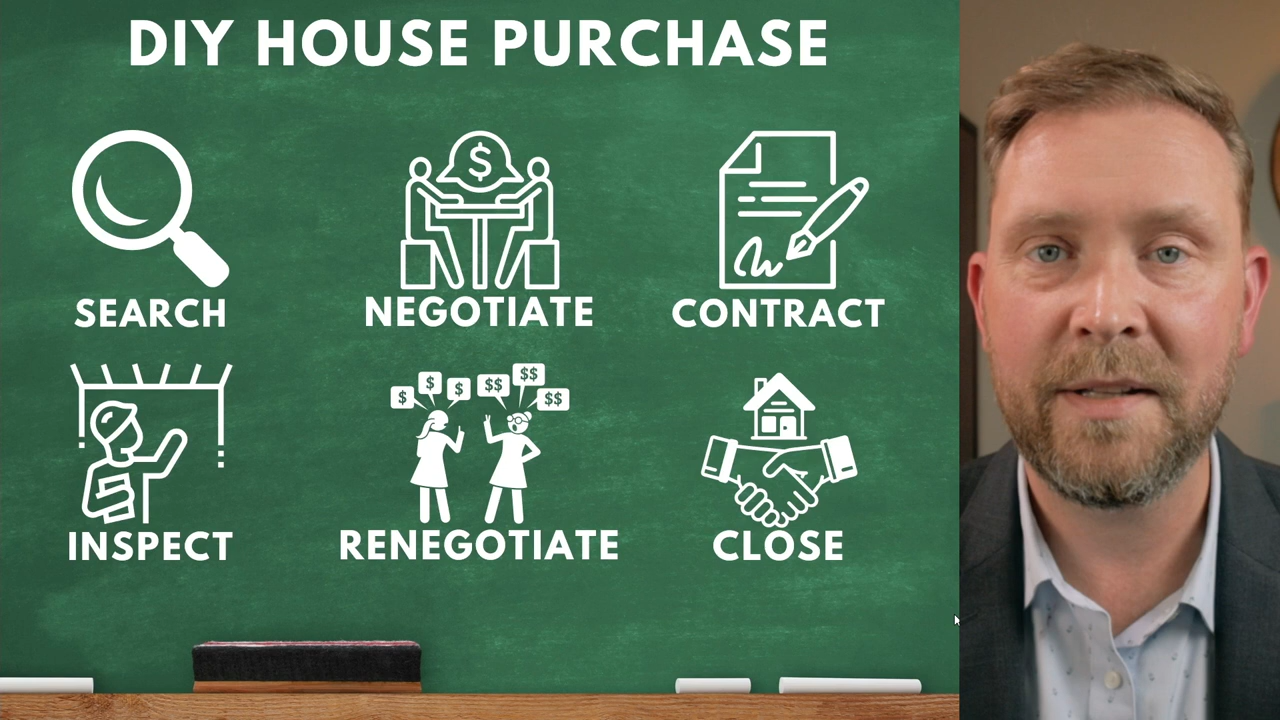 DIY HOUSE PURCHASE
$
SEARCH
NEGOTIATE
CONTRACT
$ $ $ $$ $$ $$
INSPECT
RENEGOTIATE
CLOSE